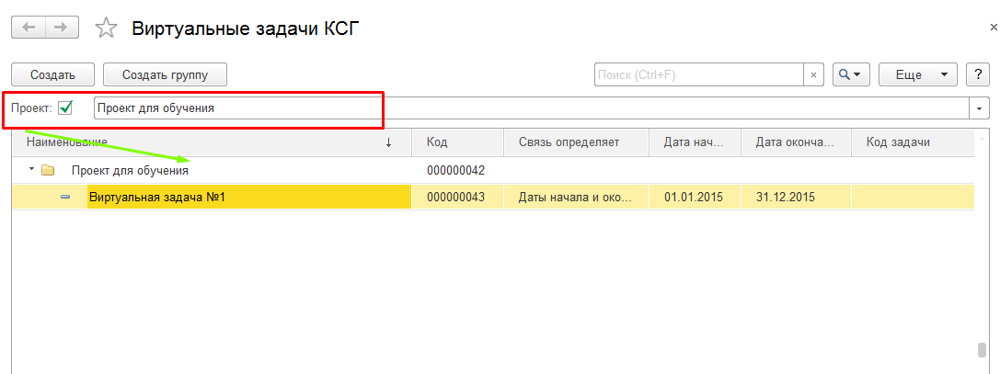 Виртуальные задачи КСГ
Создать Создать группу Поиск (Ctrl+F) × Еще ?
Проект: Проект для обучения
Наименование ↓ Код Связь определяет Дата нач... Дата оконча... Код задачи
Проект для обучения 000000042
Виртуальная задача №1 000000043 Даты начала и око... 01.01.2015 31.12.2015